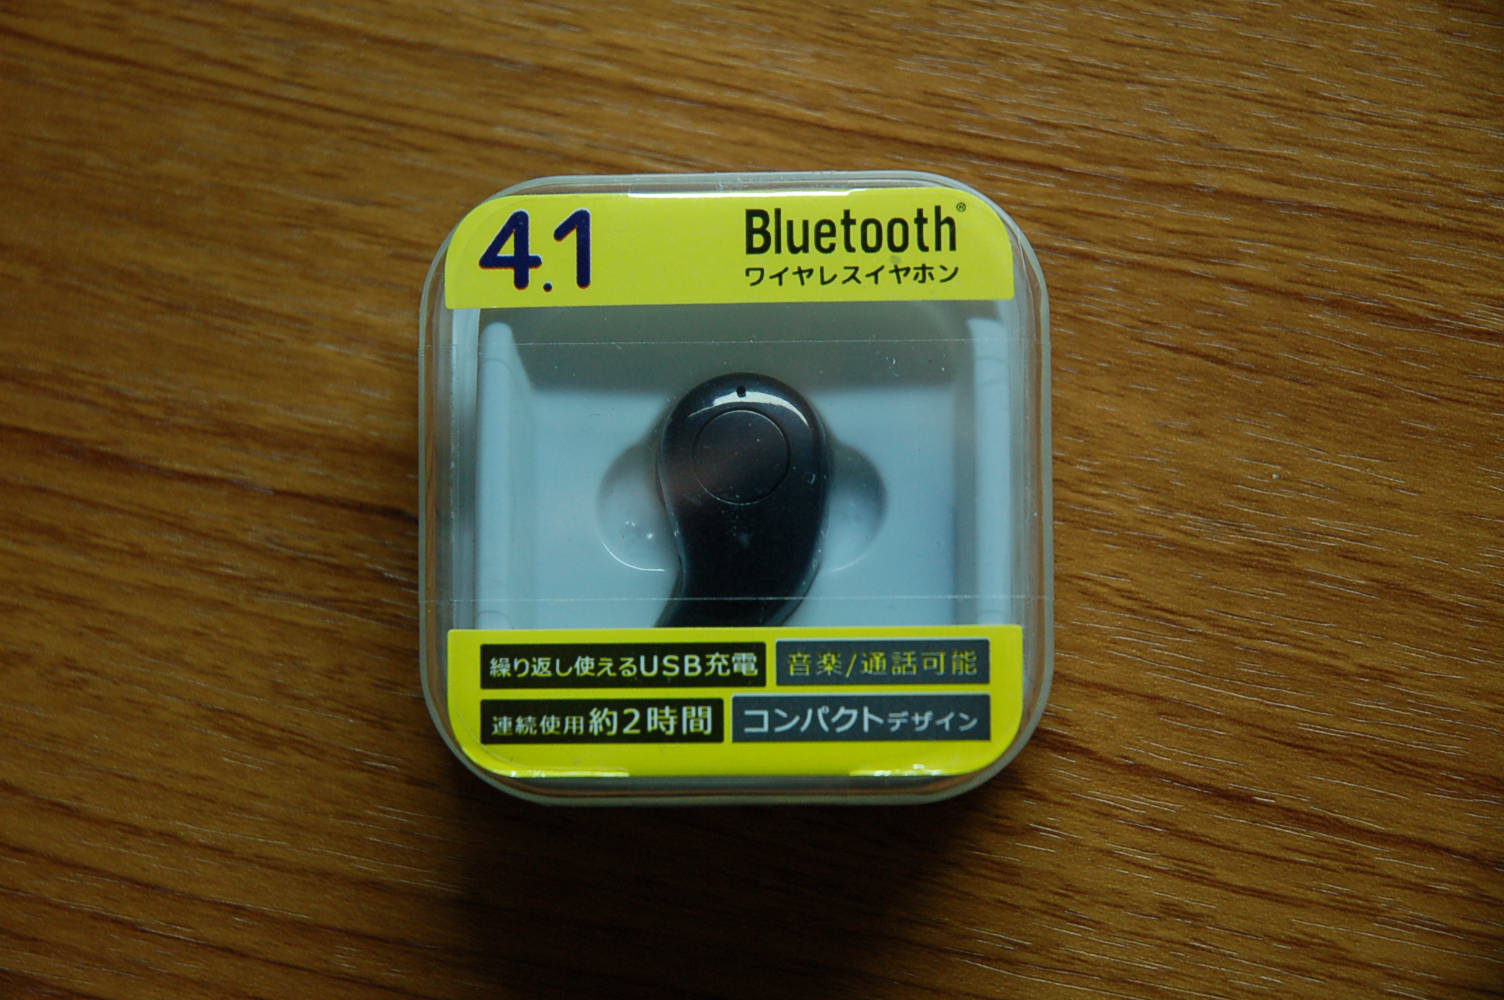 4.1
Bluetooth®
ワイヤレスイヤホン
繰り返し使えるUSB充電
音楽/通話可能
連続使用約2時間
コンパクトデザイン